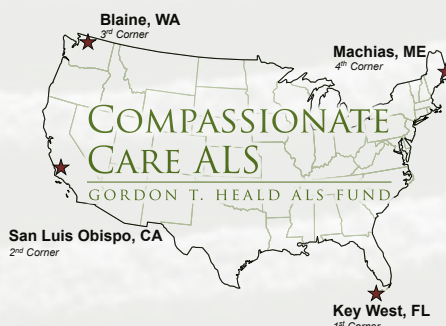 Blaine, WA
3rd Corner
Machias, ME
4th Corner
COMPASSIONATE
CARE ALS
GORDON T. HEALD ALS FUND
San Luis Obispo, CA
2nd Corner
Key West, FL
1st Corner